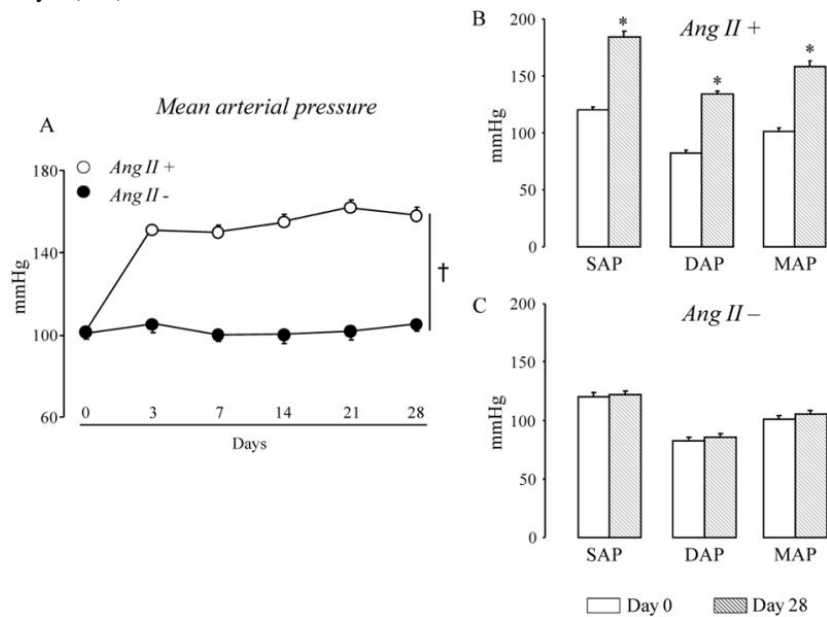 Mean arterial pressure
A
Ang II +
Ang II -
180
140
100
60
mmHg
0 3 7 14 21 28
Days
†
B
Ang II +
200
150
100
50
0
mmHg
* * *
SAP DAP MAP
C
Ang II –
200
150
100
50
0
mmHg
SAP DAP MAP
Day 0 Day 28